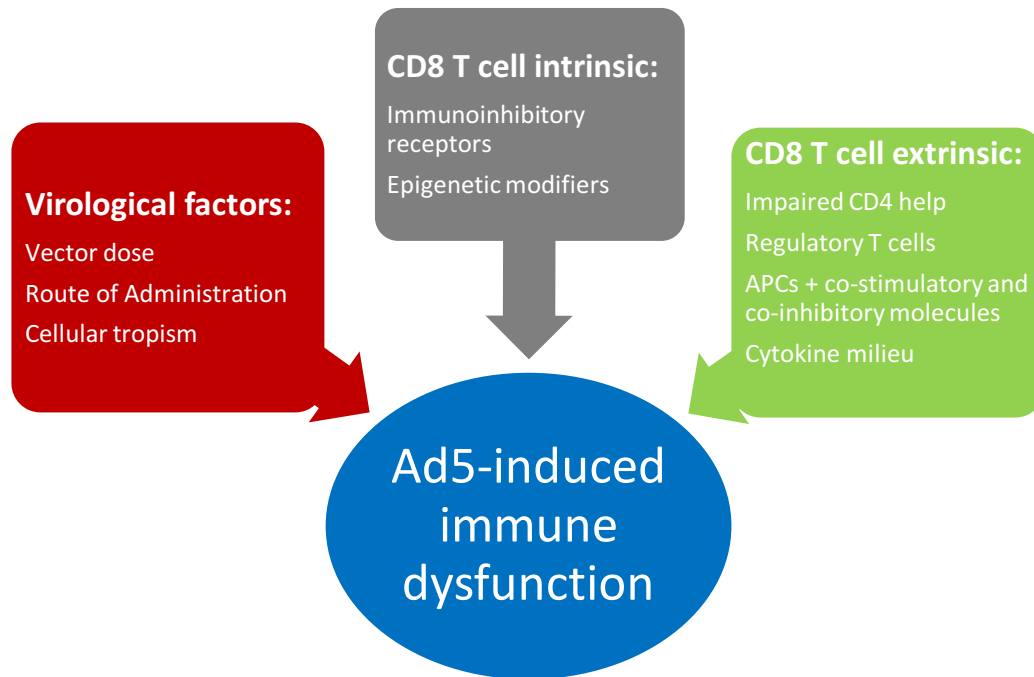 Virological factors:
Vector dose
Route of Administration
Cellular tropism
CD8 T cell intrinsic:
Immunoinhibitory
receptors
Epigenetic modifiers
CD8 T cell extrinsic:
Impaired CD4 help
Regulatory T cells
APCs + co-stimulatory and
co-inhibitory molecules
Cytokine milieu
Ad5-induced
immune
dysfunction